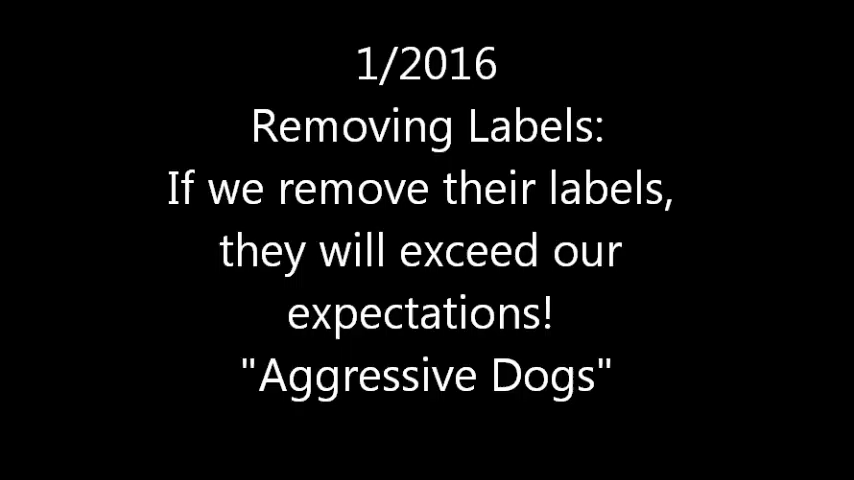 1/2016
Removing Labels:
If we remove their labels,
they will exceed our
expectations!
"Aggressive Dogs"